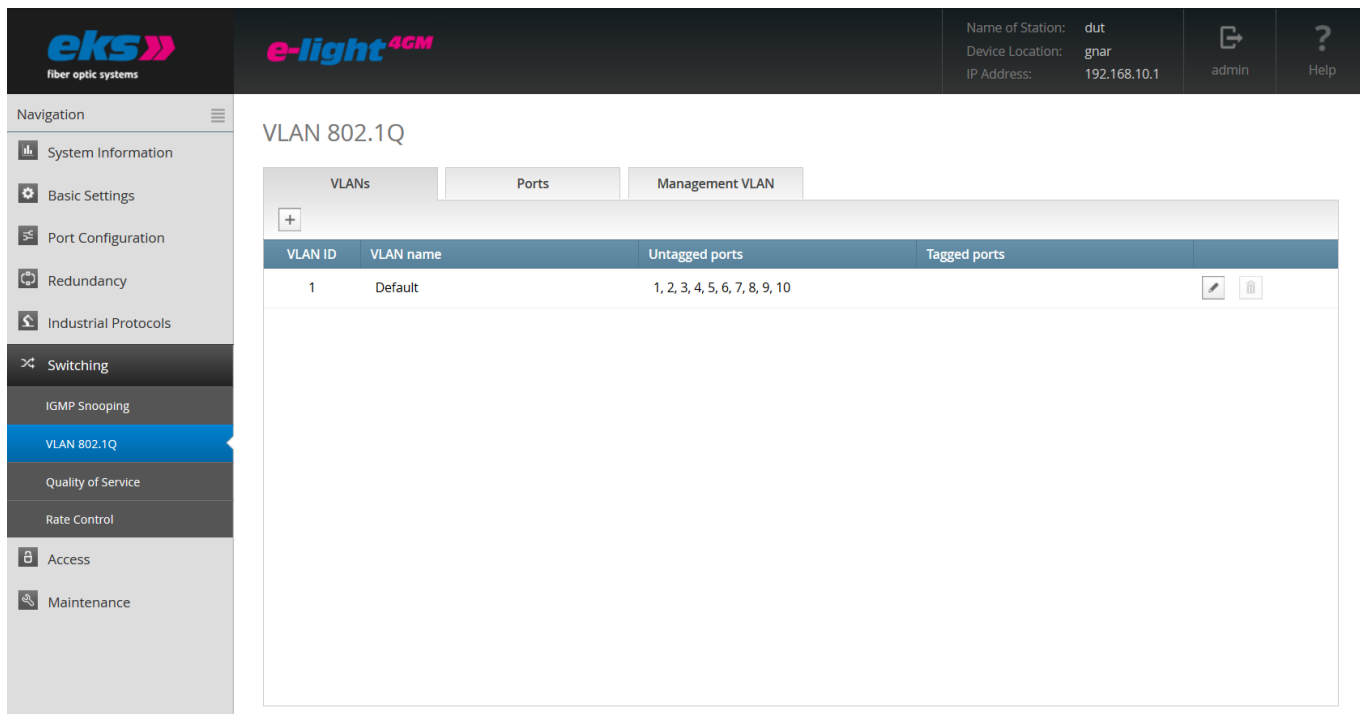 eks
fiber optic systems
e-light 4GM
Name of Station: dut
Device Location: gnar
IP Address: 192.168.10.1
admin
? Help
Navigation
System Information
Basic Settings
Port Configuration
Redundancy
Industrial Protocols
Switching
IGMP Snooping
VLAN 802.1Q
Quality of Service
Rate Control
Access
Maintenance
VLAN 802.1Q
VLANs Ports Management VLAN
+
VLAN ID VLAN name Untagged ports Tagged ports
1 Default 1, 2, 3, 4, 5, 6, 7, 8, 9, 10